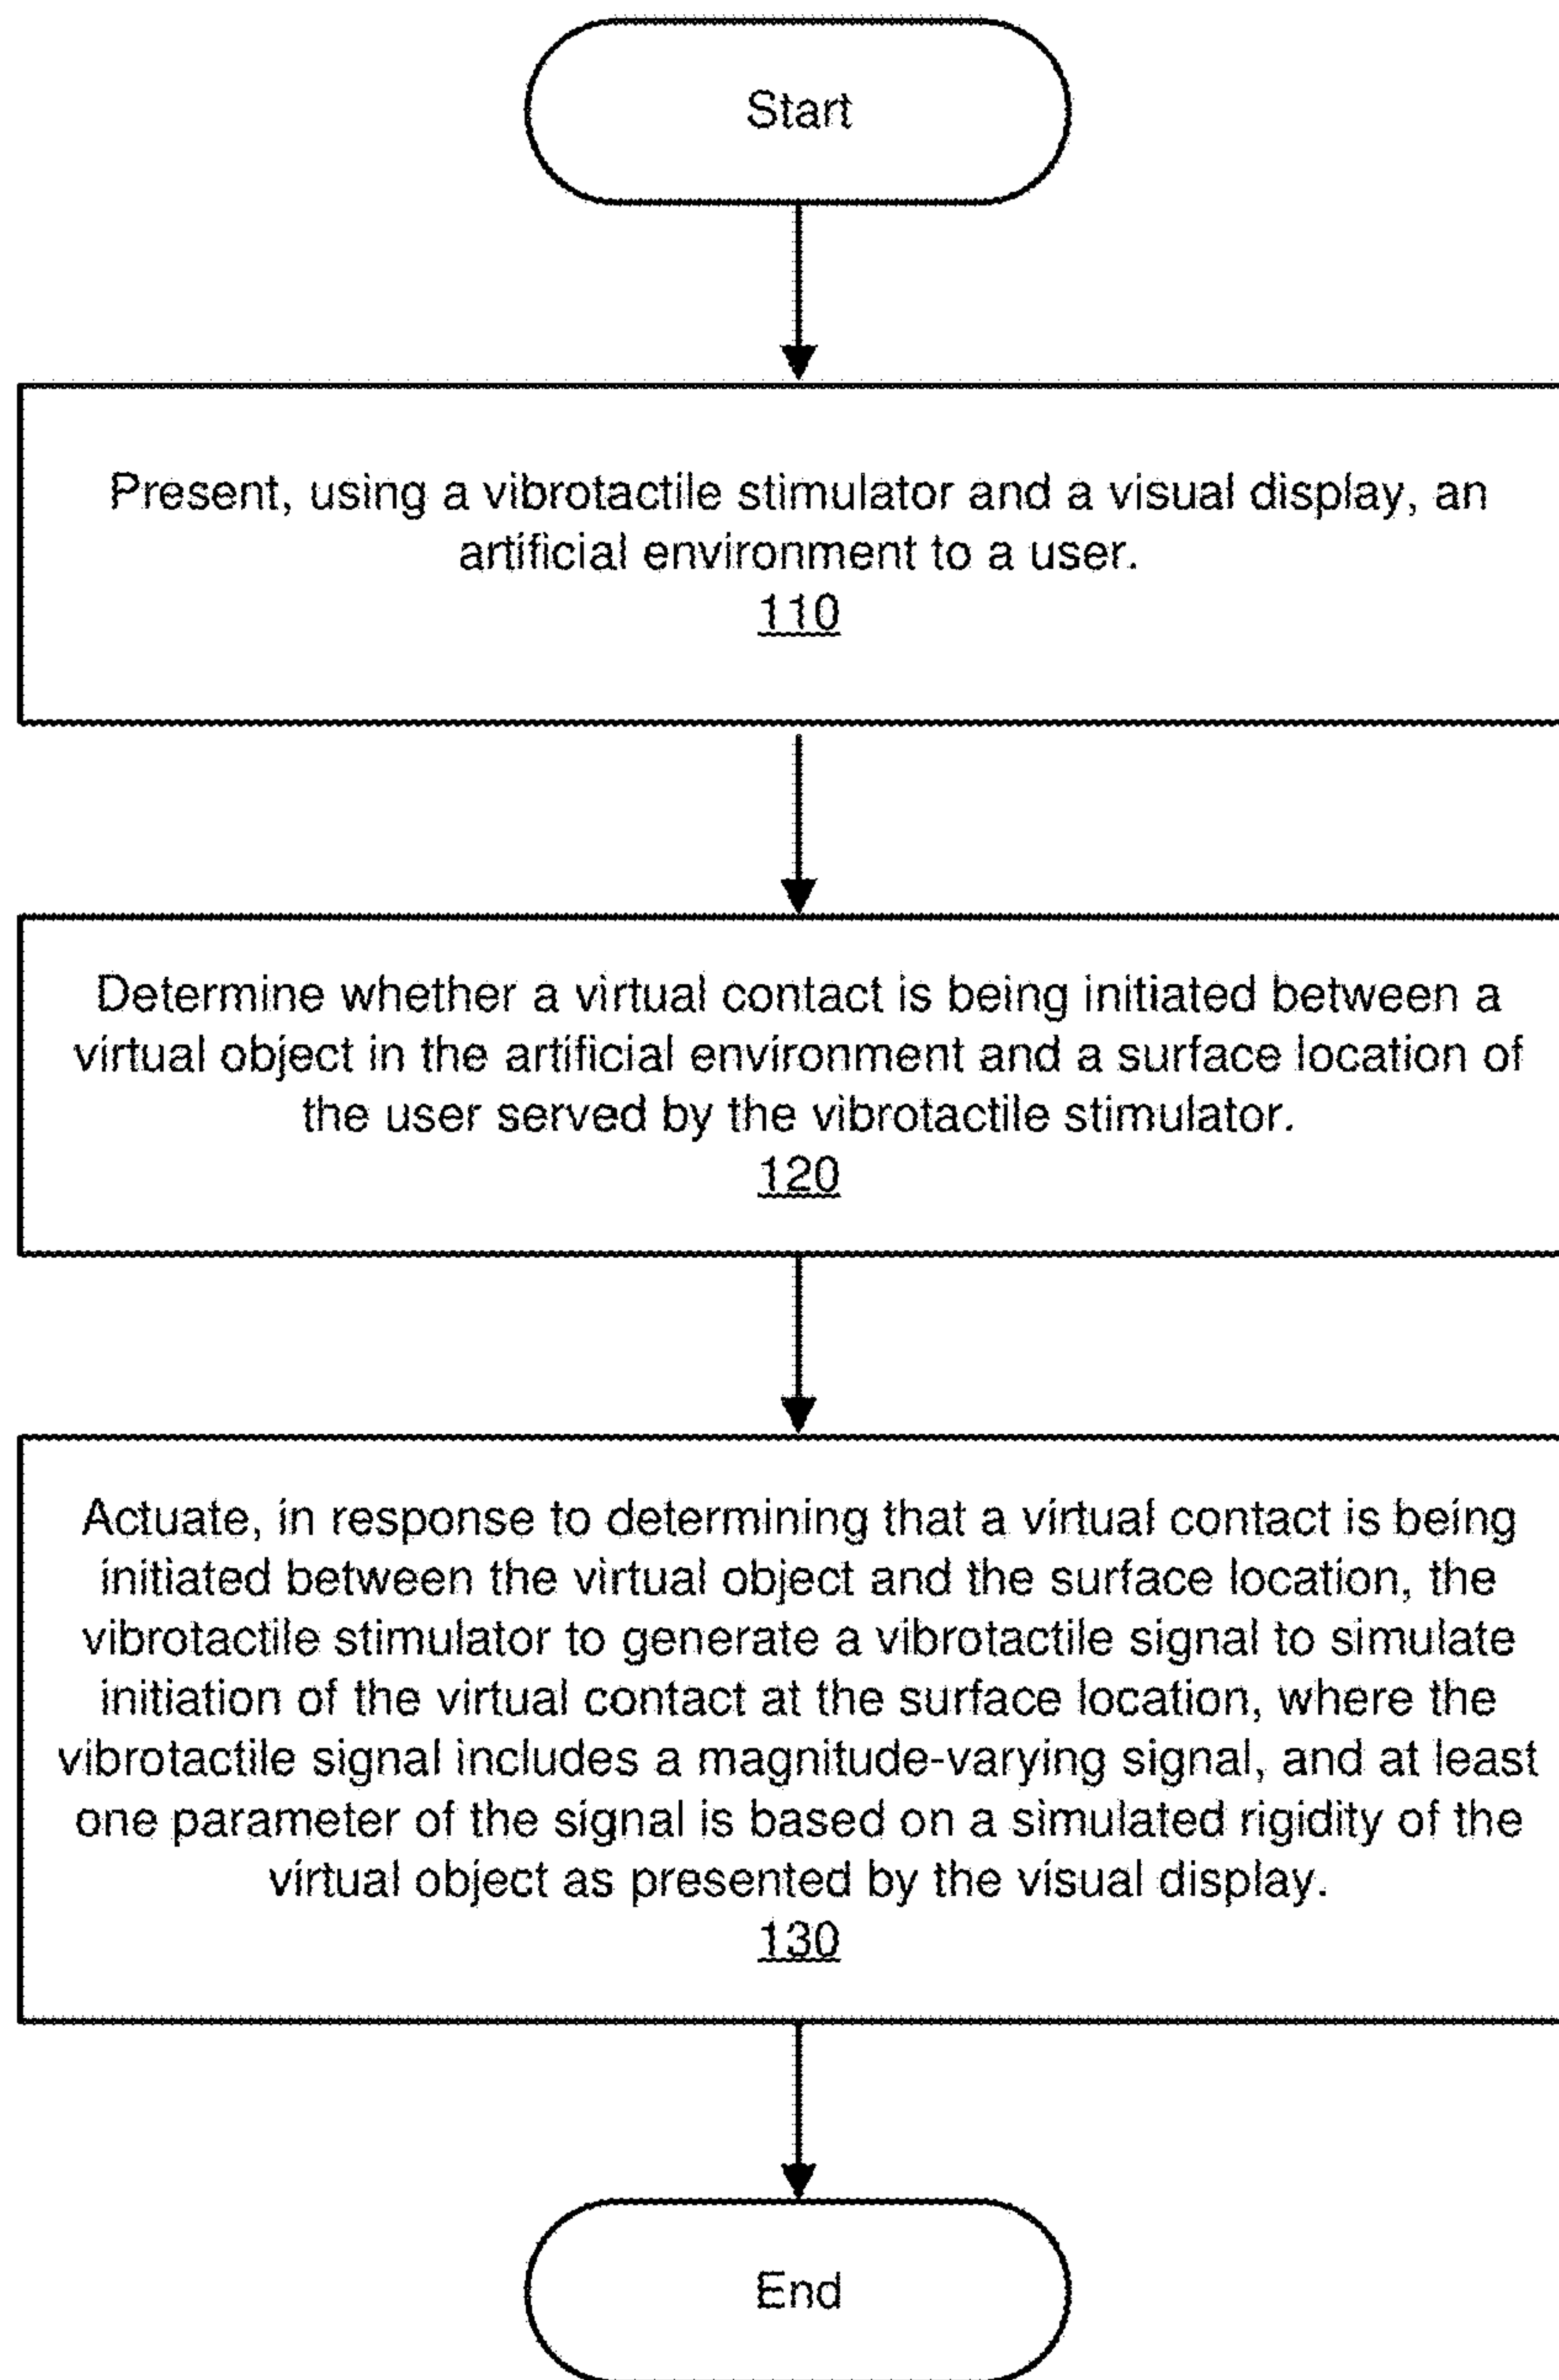 Start
Present, using a vibrotactile stimulator and a visual display, an
artificial environment to a user.
110
Determine whether a virtual contact is being initiated between a
virtual object in the artificial environment and a surface location of
the user served by the vibrotactile stimulator.
120
Actuate, in response to determining that a virtual contact is being
initiated between the virtual object and the surface location, the
vibrotactile stimulator to generate a vibrotactile signal to simulate
initiation of the virtual contact at the surface location, where the
vibrotactile signal includes a magnitude-varying signal, and at least
one parameter of the signal is based on a simulated rigidity of the
virtual object as presented by the visual display.
130
End